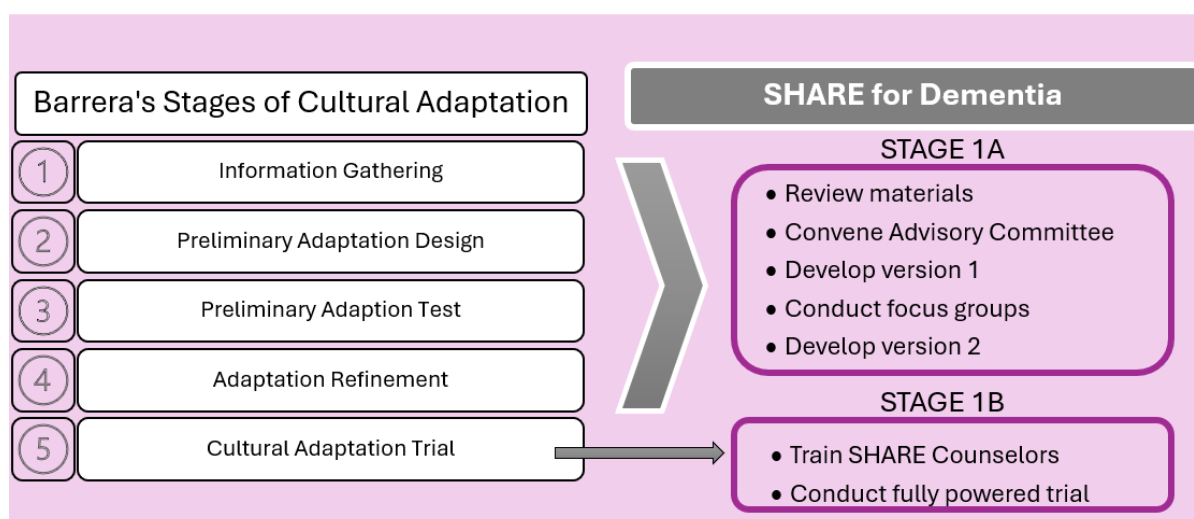 Barrera's Stages of Cultural Adaptation
1 Information Gathering
2 Preliminary Adaptation Design
3 Preliminary Adaption Test
4 Adaptation Refinement
5 Cultural Adaptation Trial
SHARE for Dementia
STAGE 1A
• Review materials
• Convene Advisory Committee
• Develop version 1
• Conduct focus groups
• Develop version 2
STAGE 1B
• Train SHARE Counselors
• Conduct fully powered trial